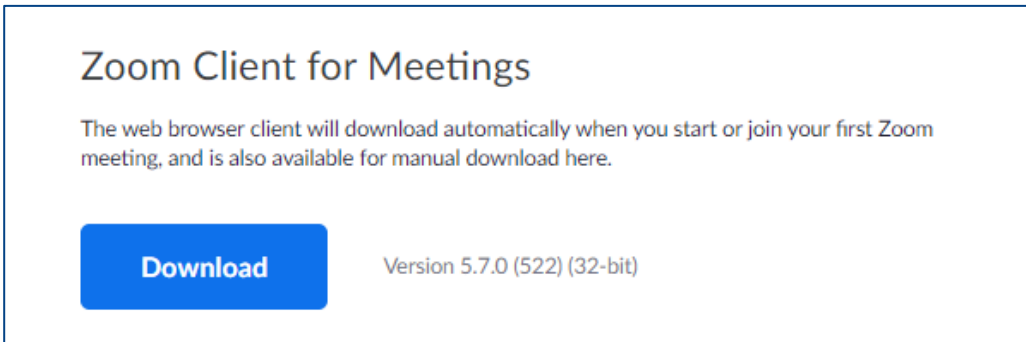 Zoom Client for Meetings
The web browser client will download automatically when you start or join your first Zoom
meeting, and is also available for manual download here.
Download
Version 5.7.0 (522) (32-bit)